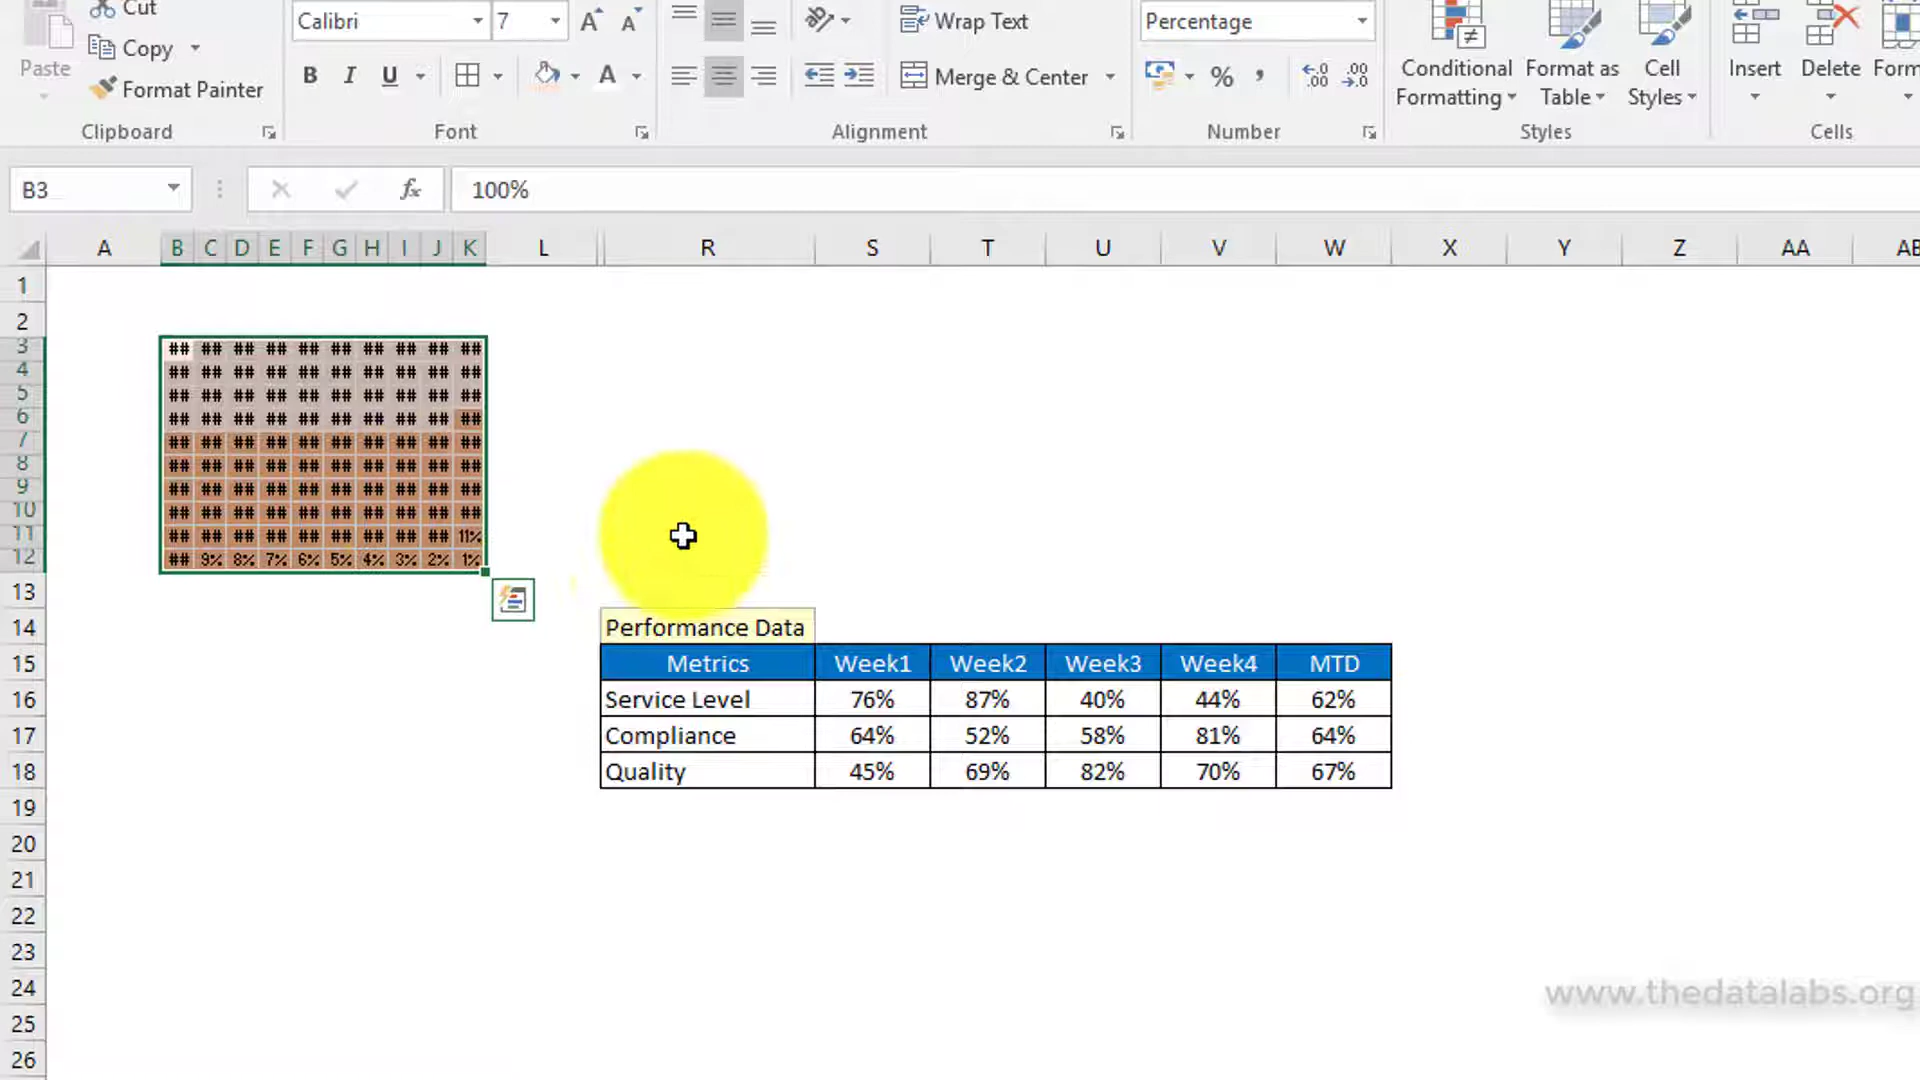 Cut
Copy
Format Painter
Paste
Clipboard
Calibri
7
B I U A
Font
Wrap Text
Merge & Center
Alignment
Percentage
% ,
.00
.00
Number
Conditional Formatting
Format as Table
Cell Styles
Styles
Insert
Delete
Form
Cells
B3
fx
100%
A B C D E F G H I J K L R S T U V W X Y Z AA AB
1
2
3 ## ## ## ## ## ## ## ## ## ##
4 ## ## ## ## ## ## ## ## ## ##
5 ## ## ## ## ## ## ## ## ## ##
6 ## ## ## ## ## ## ## ## ## ##
7 ## ## ## ## ## ## ## ## ## ##
8 ## ## ## ## ## ## ## ## ## ##
9 ## ## ## ## ## ## ## ## ## ##
10 ## ## ## ## ## ## ## ## ## ##
11 ## ## ## ## ## ## ## ## ## 11%
12 ## 9% 8% 7% 6% 5% 4% 3% 2% 1%
13
14 Performance Data
15 Metrics Week1 Week2 Week3 Week4 MTD
16 Service Level 76% 87% 40% 44% 62%
17 Compliance 64% 52% 58% 81% 64%
18 Quality 45% 69% 82% 70% 67%
19
20
21
22
23
24
www.thedatalabs.org
25
26